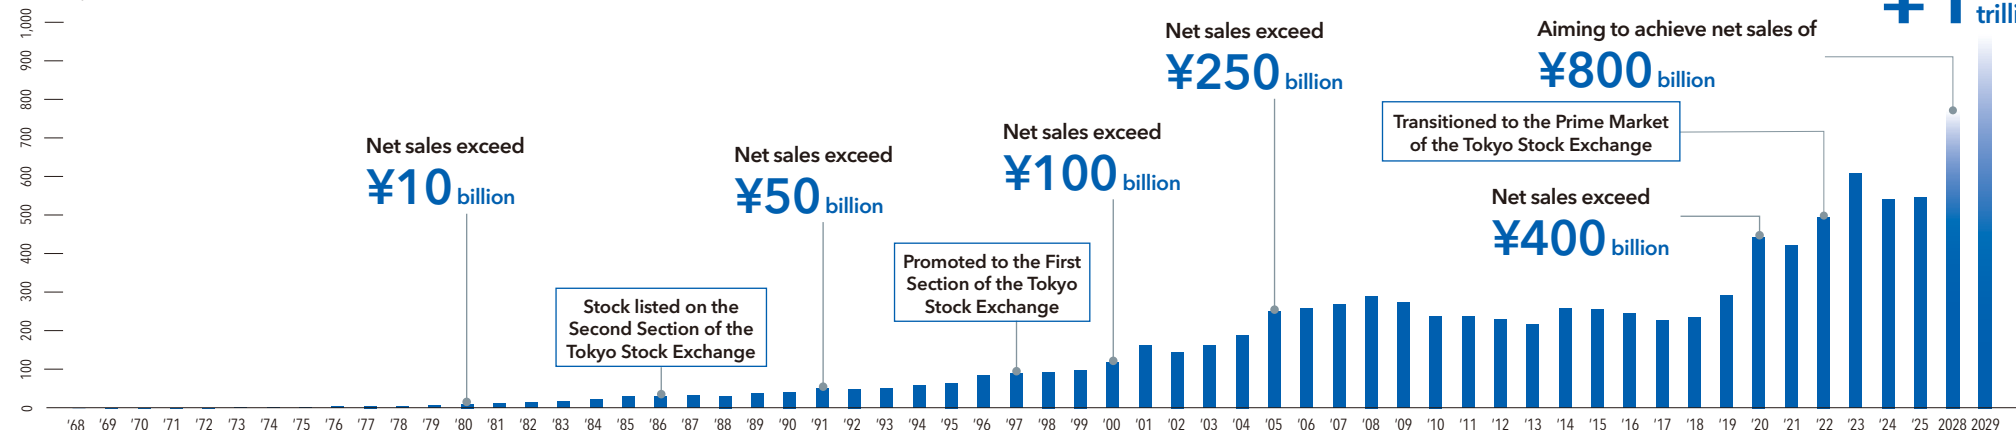 1,000
900
800
700
600
500
400
300
200
100
0
Net sales exceed
¥10 billion
Stock listed on the
Second Section of the
Tokyo Stock Exchange
Net sales exceed
¥50 billion
Promoted to the First
Section of the Tokyo
Stock Exchange
Net sales exceed
¥100 billion
Net sales exceed
¥250 billion
Aiming to achieve net sales of
¥800 billion
Transitioned to the Prime Market
of the Tokyo Stock Exchange
Net sales exceed
¥400 billion
'68 '69 '70 '71 '72 '73 '74 '75 '76 '77 '78 '79 '80 '81 '82 '83 '84 '85 '86 '87 '88 '89 '90 '91 '92 '93 '94 '95 '96 '97 '98 '99 '00 '01 '02 '03 '04 '05 '06 '07 '08 '09 '10 '11 '12 '13 '14 '15 '16 '17 '18 '19 '20 '21 '22 '23 '24 '25 2028 2029